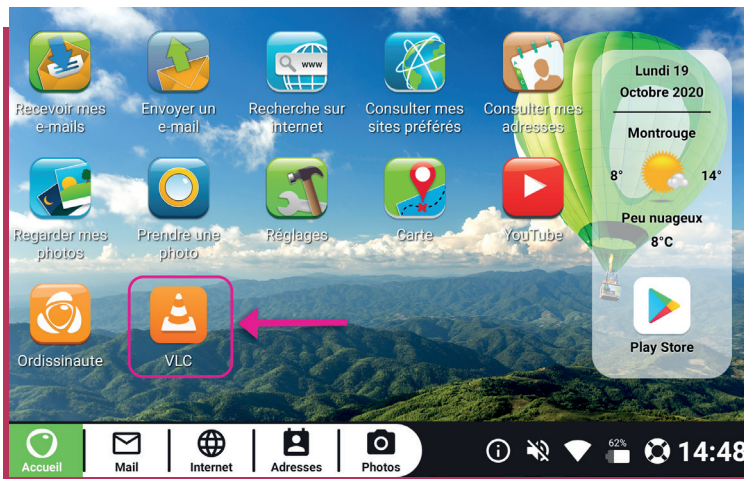 www
Recevoir mes
e-mails
Envoyer un
e-mail
Recherche sur
internet
Consulter mes
sites préférés
Consulter mes
adresses
Regarder mes
photos
Prendre une
photo
Réglages
Carte
YouTube
Ordissinaute
VLC
Lundi 19
Octobre 2020
Montrouge
8°
14°
Peu nuageux
8°C
Play Store
Accueil
Mail
Internet
Adresses
Photos
62%
14:48